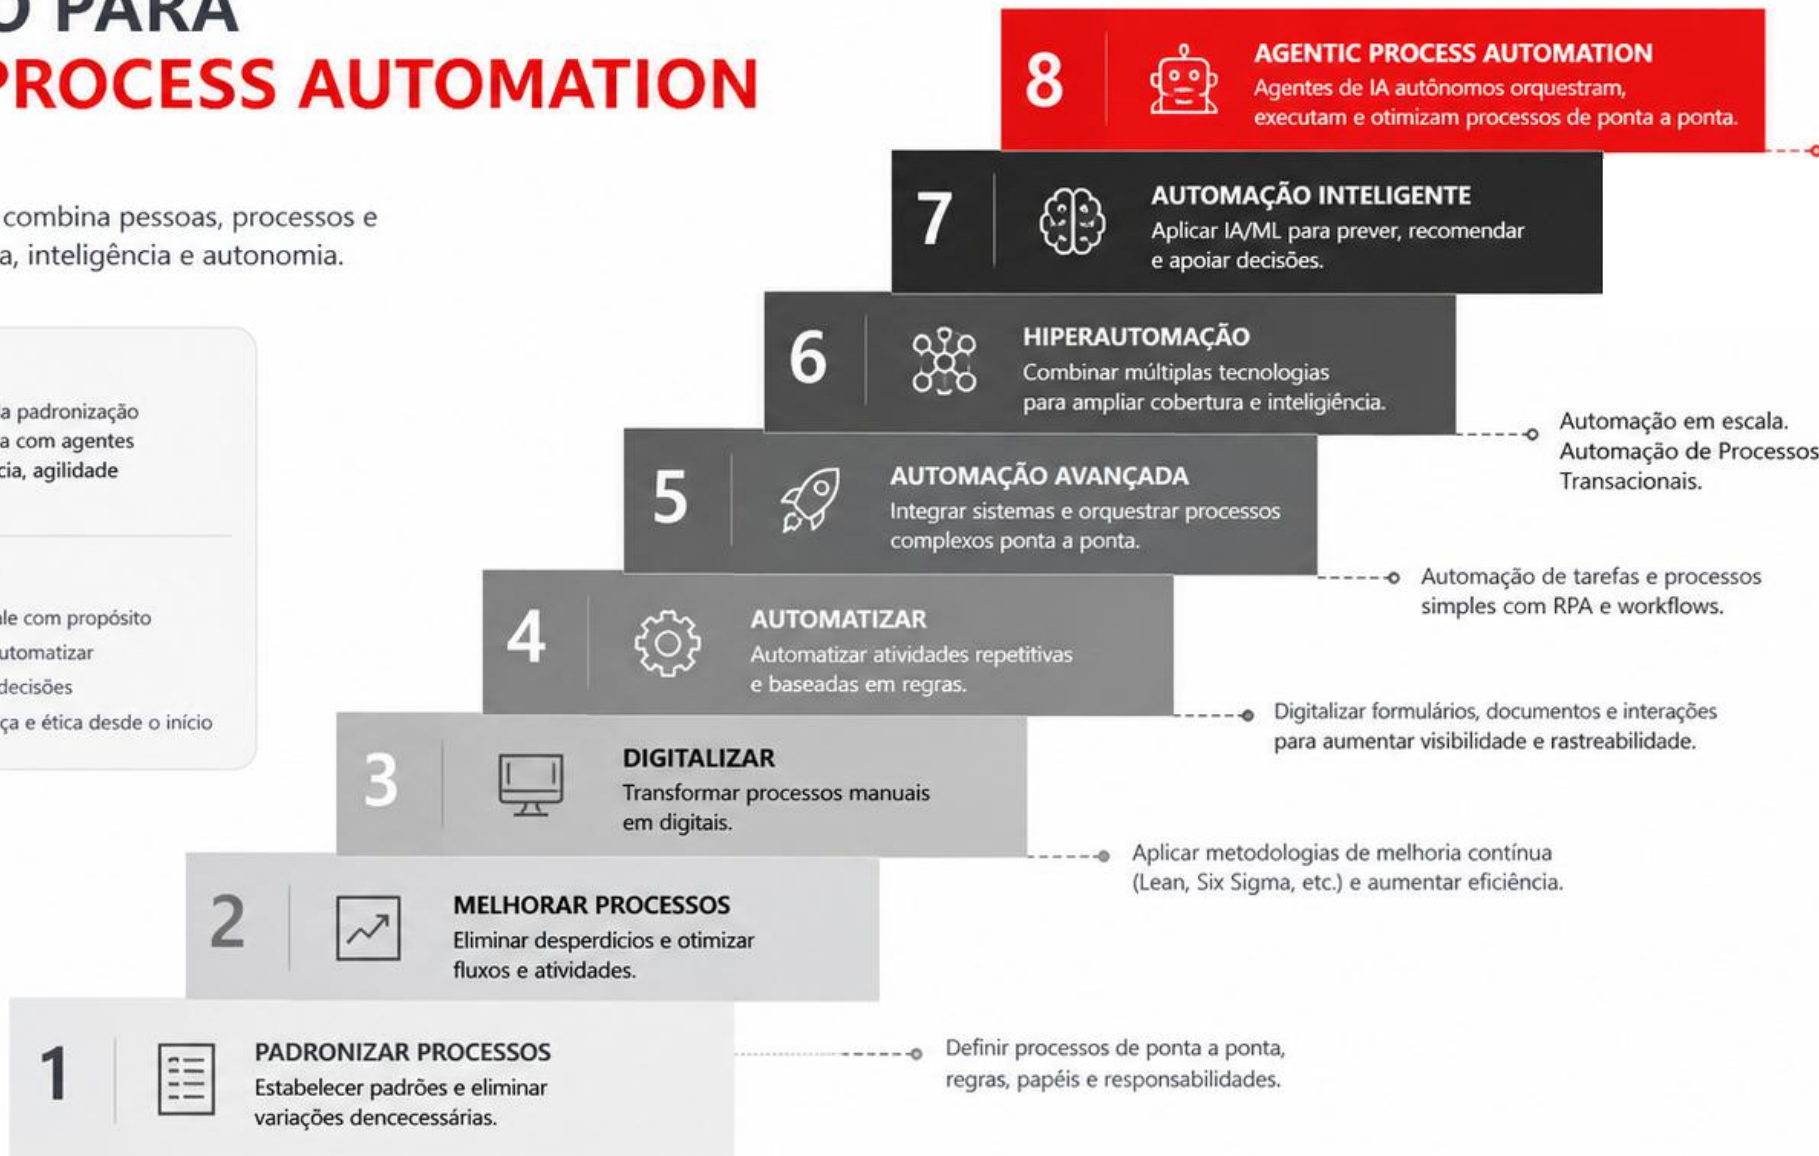 O PARA
PROCESS AUTOMATION
combina pessoas, processos e
a, inteligência e autonomia.
a padronização
a com agentes
cia, agilidade
ale com propósito
utomatizar
decisões
ça e ética desde o início
8
AGENTIC PROCESS AUTOMATION
Agentes de IA autônomos orquestram,
executam e otimizam processos de ponta a ponta.
7
AUTOMAÇÃO INTELIGENTE
Aplicar IA/ML para prever, recomendar
e apoiar decisões.
6
HIPERAUTOMAÇÃO
Combinar múltiplas tecnologias
para ampliar cobertura e inteligiência.
Automação em escala.
Automação de Processos
Transacionais.
5
AUTOMAÇÃO AVANÇADA
Integrar sistemas e orquestrar processos
complexos ponta a ponta.
Automação de tarefas e processos
simples com RPA e workflows.
4
AUTOMATIZAR
Automatizar atividades repetitivas
e baseadas em regras.
Digitalizar formulários, documentos e interações
para aumentar visibilidade e rastreabilidade.
3
DIGITALIZAR
Transformar processos manuais
em digitais.
Aplicar metodologias de melhoria contínua
(Lean, Six Sigma, etc.) e aumentar eficiência.
2
MELHORAR PROCESSOS
Eliminar desperdícios e otimizar
fluxos e atividades.
1
PADRONIZAR PROCESSOS
Estabelecer padrões e eliminar
variações dencecessárias.
Definir processos de ponta a ponta,
regras, papéis e responsabilidades.